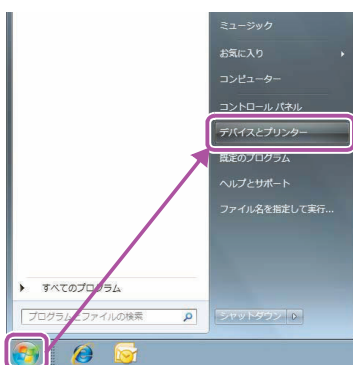 ミュージック
お気に入り
コンピューター
コントロール パネル
デバイスとプリンター
既定のプログラム
ヘルプとサポート
ファイル名を指定して実行...
すべてのプログラム
プログラムとファイルの検索
シャットダウン